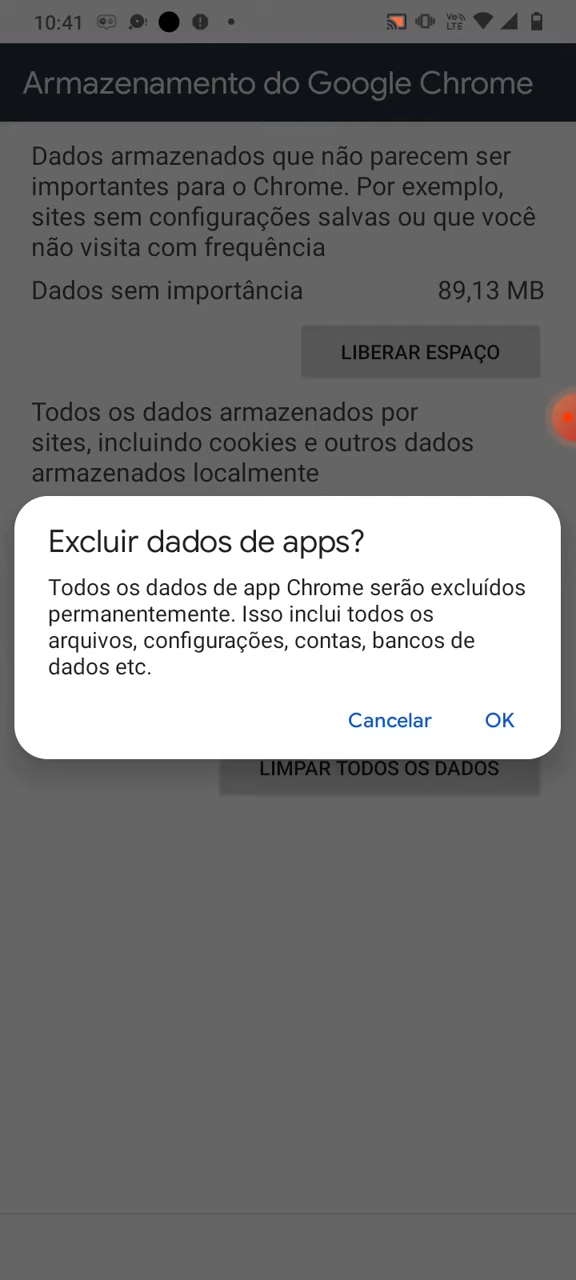 10:41
Vo)) LTE
Armazenamento do Google Chrome
Dados armazenados que não parecem ser
importantes para o Chrome. Por exemplo,
sites sem configurações salvas ou que você
não visita com frequência
Dados sem importância 89,13 MB
LIBERAR ESPAÇO
Todos os dados armazenados por
sites, incluindo cookies e outros dados
armazenados localmente
Excluir dados de apps?
Todos os dados de app Chrome serão excluídos
permanentemente. Isso inclui todos os
arquivos, configurações, contas, bancos de
dados etc.
Cancelar OK
LIMPAR TODOS OS DADOS